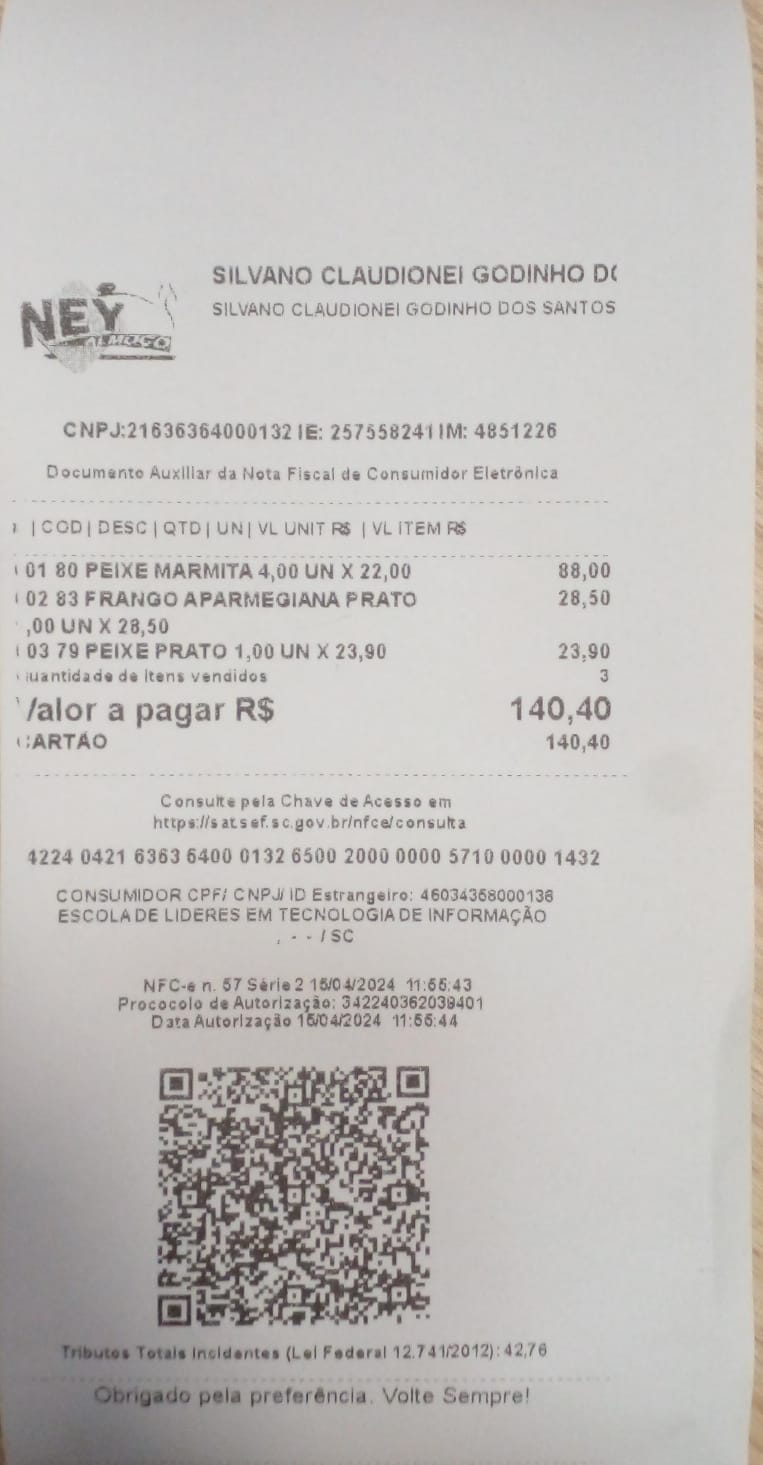 NEY
ALMOÇO
SILVANO CLAUDIONEI GODINHO DO
SILVANO CLAUDIONEI GODINHO DOS SANTOS
CNPJ:21636364000132 IE: 257558241 IM: 4851226
Documento Auxiliar da Nota Fiscal de Consumidor Eletrônica
| COD | DESC | QTD | UN | VL UNIT R$ | VL ITEM R$
01 80 PEIXE MARMITA 4,00 UN X 22,00 88,00
02 83 FRANGO APARMEGIANA PRATO 28,50
,00 UN X 28,50
03 79 PEIXE PRATO 1,00 UN X 23,90 23,90
uantidade de itens vendidos 3
Valor a pagar R$ 140,40
CARTÃO 140,40
Consulte pela Chave de Acesso em
https://sat.sef.sc.gov.br/nfce/consulta
4224 0421 6363 6400 0132 6500 2000 0000 5710 0000 1432
CONSUMIDOR CPF/ CNPJ/ ID Estrangeiro: 46034358000136
ESCOLA DE LIDERES EM TECNOLOGIA DE INFORMAÇÃO
, - - / SC
NFC-e n. 57 Série 2 15/04/2024 11:55:43
Prococolo de Autorização: 342240362039401
Data Autorização 15/04/2024 11:55:44
Tributos Totais Incidentes (Lei Federal 12.741/2012): 42,76
Obrigado pela preferência. Volte Sempre!